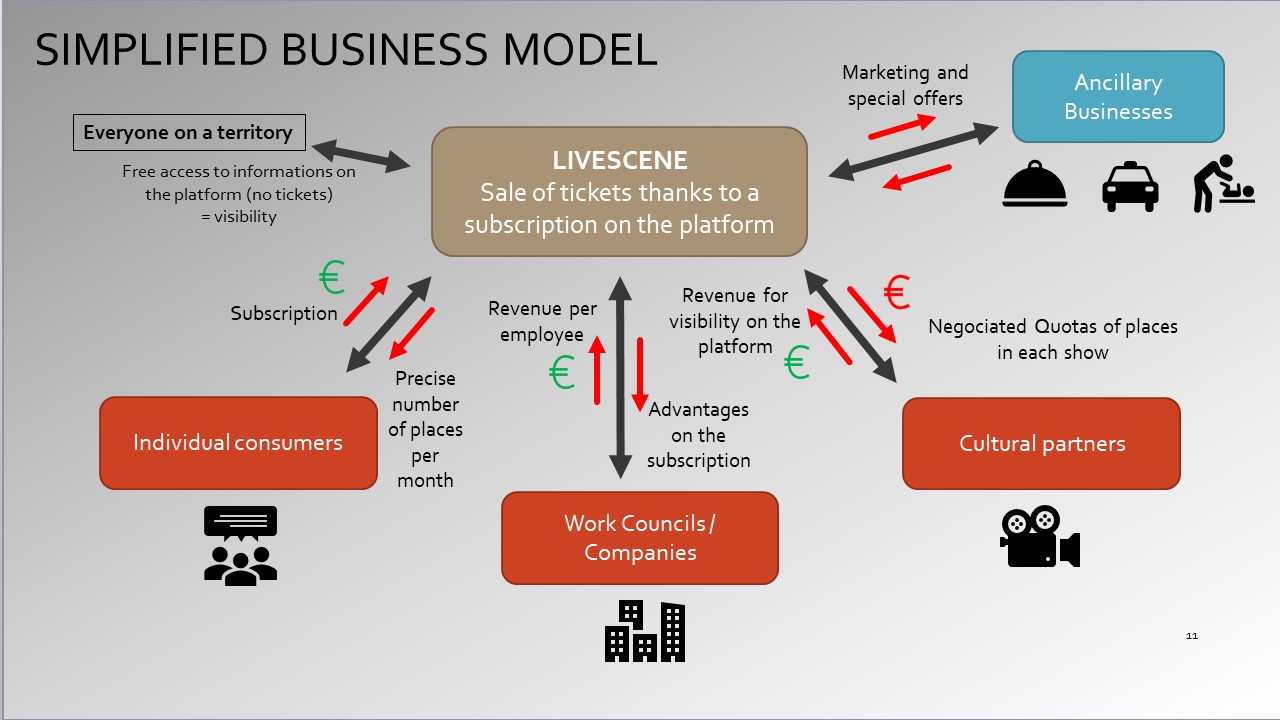 SIMPLIFIED BUSINESS MODEL
Marketing and
special offers
Ancillary
Businesses
Everyone on a territory
Free access to informations on
the platform (no tickets)
= visibility
LIVESCENE
Sale of tickets thanks to a
subscription on the platform
€
Subscription
Precise
number
of places
per
month
Revenue per
employee
€
Advantages
on the
subscription
Revenue for
visibility on the
platform
€
€
Negociated Quotas of places
in each show
Individual consumers
Work Councils /
Companies
Cultural partners
11